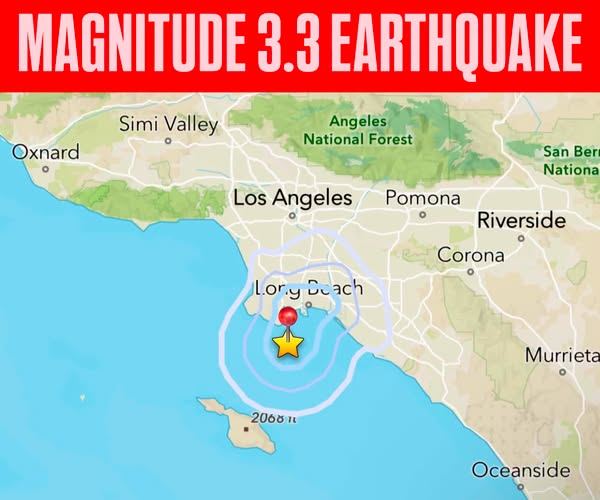 MAGNITUDE 3.3 EARTHQUAKE
Angeles
National Forest
Simi Valley
Oxnard
San Bern
Nationa
Los Angeles
Pomona
Riverside
Corona
Long Beach
Murrieta
2068 ft
Oceanside